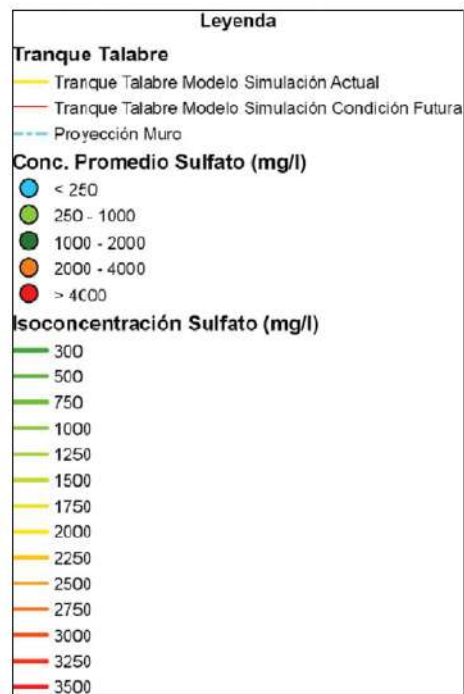 Leyenda
Tranque Talabre
Tranque Talabre Modelo Simulación Actual
Tranque Talabre Modelo Simulación Condición Futura
Proyección Muro
Conc. Promedio Sulfato (mg/l)
< 250
250 - 1000
1000 - 2000
2000 - 4000
> 4000
Isoconcentración Sulfato (mg/l)
300
500
750
1000
1250
1500
1750
2000
2250
2500
2750
3000
3250
3500